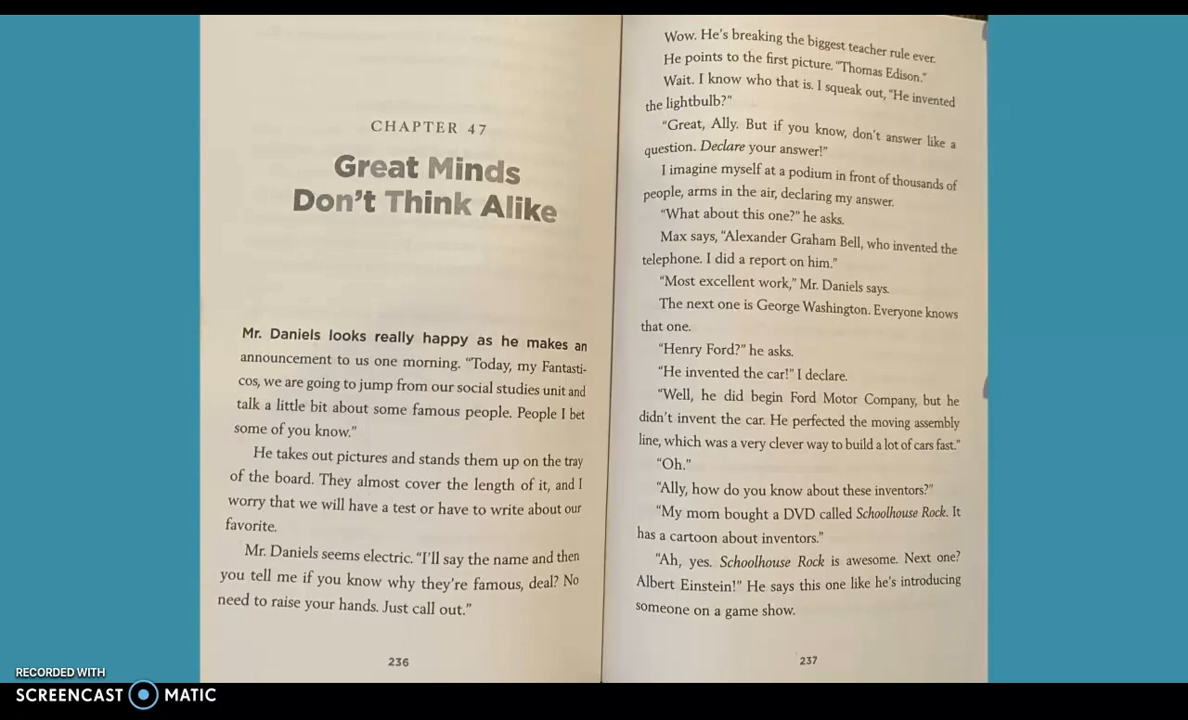 CHAPTER 47
Great Minds
Don't Think Alike
Mr. Daniels looks really happy as he makes an
announcement to us one morning. “Today, my Fantasti-
cos, we are going to jump from our social studies unit and
talk a little bit about some famous people. People I bet
some of you know.”
He takes out pictures and stands them up on the tray
of the board. They almost cover the length of it, and I
worry that we will have a test or have to write about our
favorite.
Mr. Daniels seems electric. “I'll say the name and then
you tell me if you know why they're famous, deal? No
need to raise your hands. Just call out.”
236
Wow. He's breaking the biggest teacher rule ever.
He points to the first picture. “Thomas Edison.”
Wait. I know who that is. I squeak out, “He invented
the lightbulb?”
“Great, Ally. But if you know, don't answer like a
question. Declare your answer!”
I imagine myself at a podium in front of thousands of
people, arms in the air, declaring my answer.
“What about this one?” he asks.
Max says, “Alexander Graham Bell, who invented the
telephone. I did a report on him.”
“Most excellent work,” Mr. Daniels says.
The next one is George Washington. Everyone knows
that one.
“Henry Ford?” he asks.
“He invented the car!” I declare.
“Well, he did begin Ford Motor Company, but he
didn't invent the car. He perfected the moving assembly
line, which was a very clever way to build a lot of cars fast.”
“Oh.”
“Ally, how do you know about these inventors?”
“My mom bought a DVD called Schoolhouse Rock. It
has a cartoon about inventors.”
“Ah, yes. Schoolhouse Rock is awesome. Next one?
Albert Einstein!” He says this one like he's introducing
someone on a game show.
237
RECORDED WITH
SCREENCAST MATIC